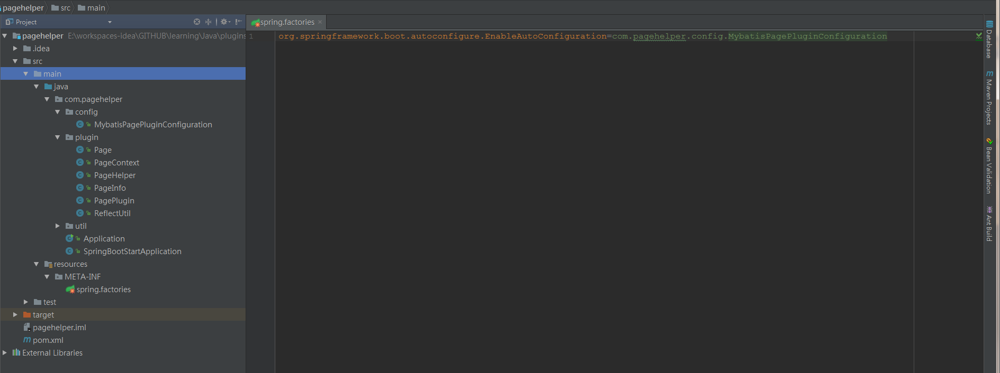 pagehelper src main
Project
spring.factories
pagehelper E:\workspaces-idea\GITHUB\learning\Java\plugins
1 org.springframework.boot.autoconfigure.EnableAutoConfiguration=com.pagehelper.config.MybatisPagePluginConfiguration
.idea
src
main
java
com.pagehelper
config
MybatisPagePluginConfiguration
plugin
Page
PageContext
PageHelper
PageInfo
PagePlugin
ReflectUtil
util
Application
SpringBootStartApplication
resources
META-INF
spring.factories
test
target
pagehelper.iml
pom.xml
External Libraries
Database
Maven Projects
Bean Validation
Ant Build